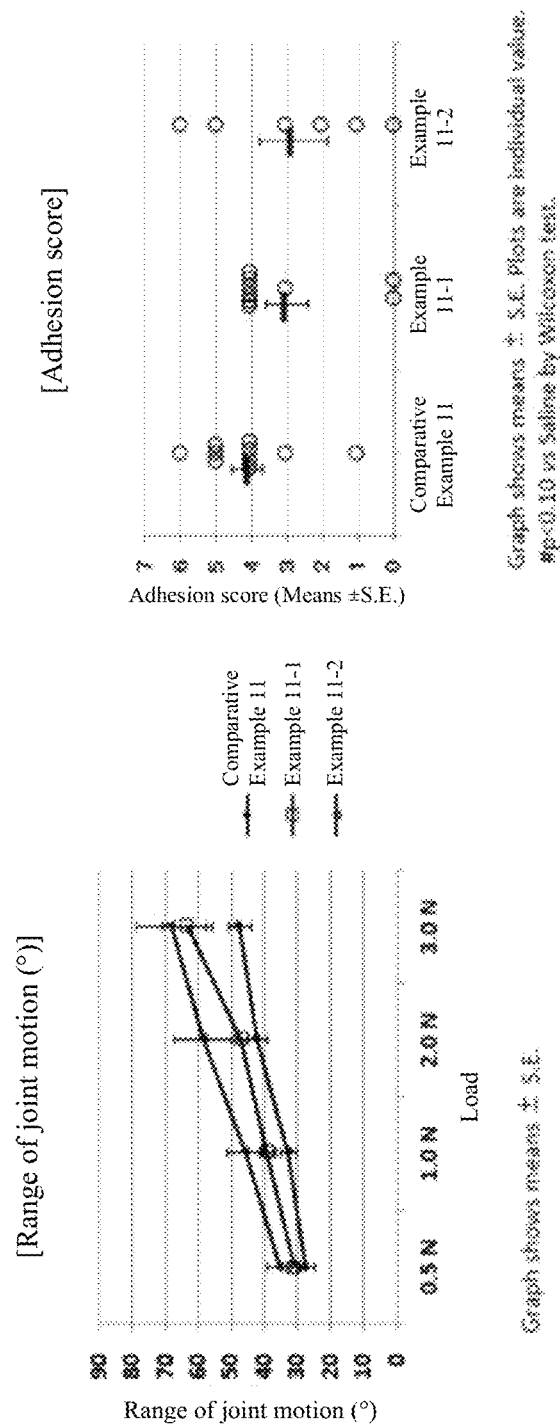 [Range of joint motion (°)]
Range of joint motion (°)
90
80
70
60
50
40
30
20
10
0
0.5 N
1.0 N
2.0 N
3.0 N
Load
Comparative
Example 11
Example 11-1
Example 11-2
Graph shows means ± S.E.
[Adhesion score]
Adhesion score (Means ±S.E.)
7
6
5
4
3
2
1
0
Comparative
Example 11
Example
11-1
Example
11-2
Graph shows means ± S.E. Plots are individual value.
#p<0.10 vs Saline by Wilcoxon test.